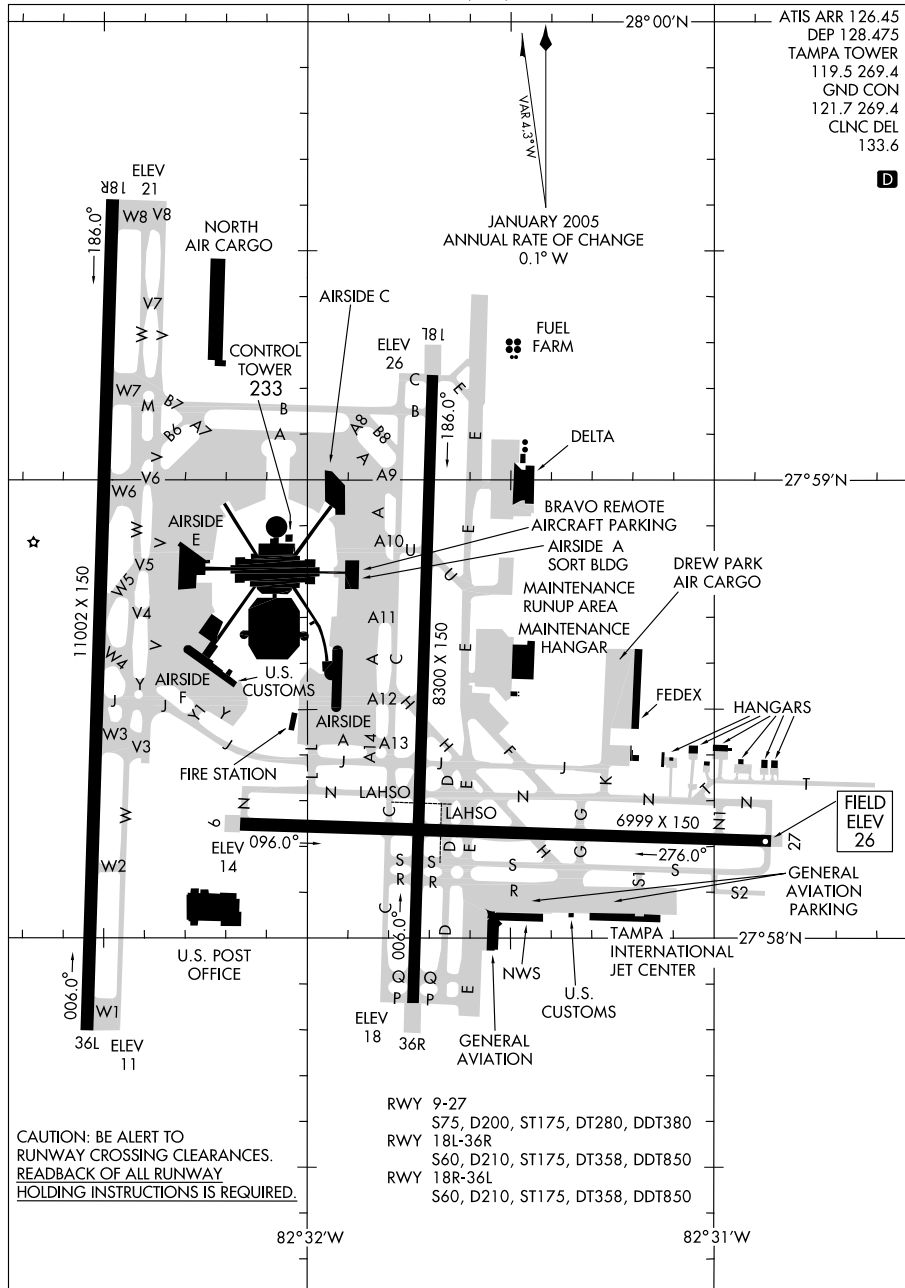 28°00'N
ATIS ARR 126.45
DEP 128.475
TAMPA TOWER
119.5 269.4
GND CON
121.7 269.4
CLNC DEL
133.6
D
VAR 4.3°W
JANUARY 2005
ANNUAL RATE OF CHANGE
0.1° W
18R
ELEV
21
186.0°
W8 V8
NORTH
AIR CARGO
V7
W V
AIRSIDE C
CONTROL
TOWER
233
ELEV
26
18L
FUEL
FARM
W7
M
B7
B
C
E
B6
A7
A
A8
B8
B
186.0°
E
V
V6
W6
A
A9
DELTA
27°59'N
A
A10
U
E
BRAVO REMOTE
AIRCRAFT PARKING
AIRSIDE A
SORT BLDG
AIRSIDE
E
W
V
V5
W5
U
DREW PARK
AIR CARGO
MAINTENANCE
RUNUP AREA
MAINTENANCE
HANGAR
11002 X 150
V4
V
A11
E
8300 X 150
W4
Y
A
C
U.S.
CUSTOMS
AIRSIDE
F
J
J
Y1
Y
A12
H
FEDEX
HANGARS
W3
V3
J
FIRE STATION
AIRSIDE
L
L
A
A14
A13
J
H
J
F
J
K
T
T
W
N
N
LAHSO
C
D
E
N
G
N
N1
N
9
LAHSO
6999 X 150
FIELD
ELEV
26
27
ELEV
14
096.0°
D
E
H
G
276.0°
W2
S S
R R
S
R
S1
S
S2
GENERAL
AVIATION
PARKING
C
006.0°
D
U.S. POST
OFFICE
27°58'N
NWS
TAMPA
INTERNATIONAL
JET CENTER
U.S.
CUSTOMS
006.0°
W1
Q Q
P P
E
36L
ELEV
11
ELEV
18
36R
GENERAL
AVIATION
RWY 9-27
S75, D200, ST175, DT280, DDT380
RWY 18L-36R
S60, D210, ST175, DT358, DDT850
RWY 18R-36L
S60, D210, ST175, DT358, DDT850
CAUTION: BE ALERT TO
RUNWAY CROSSING CLEARANCES.
READBACK OF ALL RUNWAY
HOLDING INSTRUCTIONS IS REQUIRED.
82°32'W
82°31'W